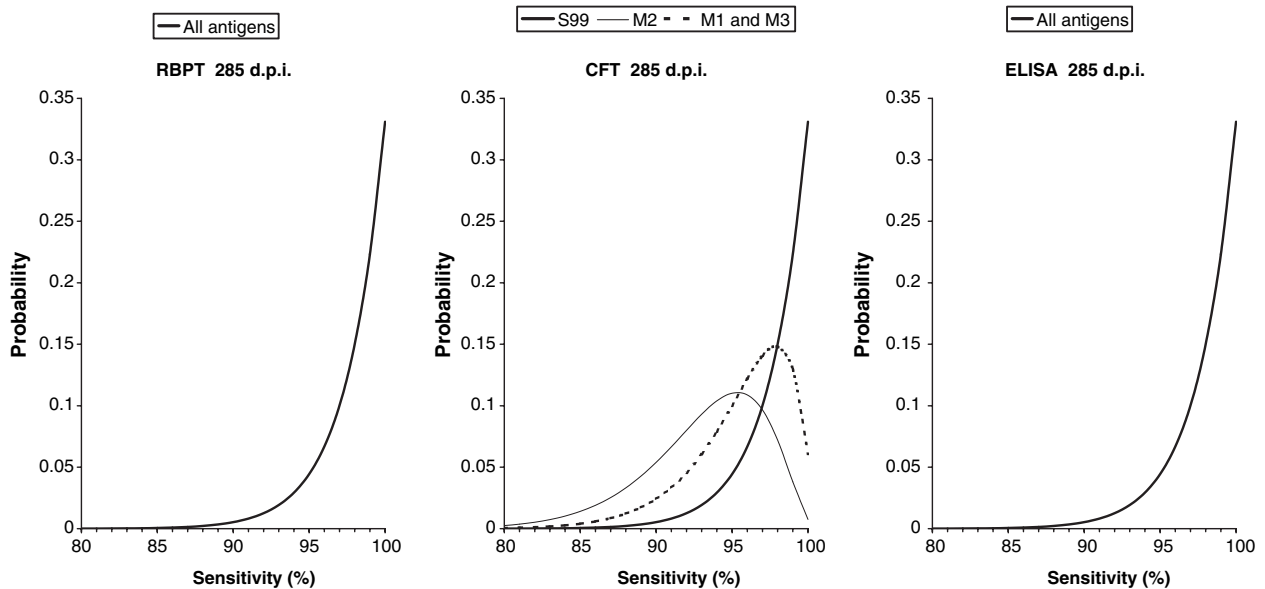 All antigens
RBPT 285 d.p.i.
0.35
0.3
0.25
0.2
0.15
0.1
0.05
0
80 85 90 95 100
Probability
Sensitivity (%)
S99 M2 M1 and M3
CFT 285 d.p.i.
0.35
0.3
0.25
0.2
0.15
0.1
0.05
0
80 85 90 95 100
Probability
Sensitivity (%)
All antigens
ELISA 285 d.p.i.
0.35
0.3
0.25
0.2
0.15
0.1
0.05
0
80 85 90 95 100
Probability
Sensitivity (%)